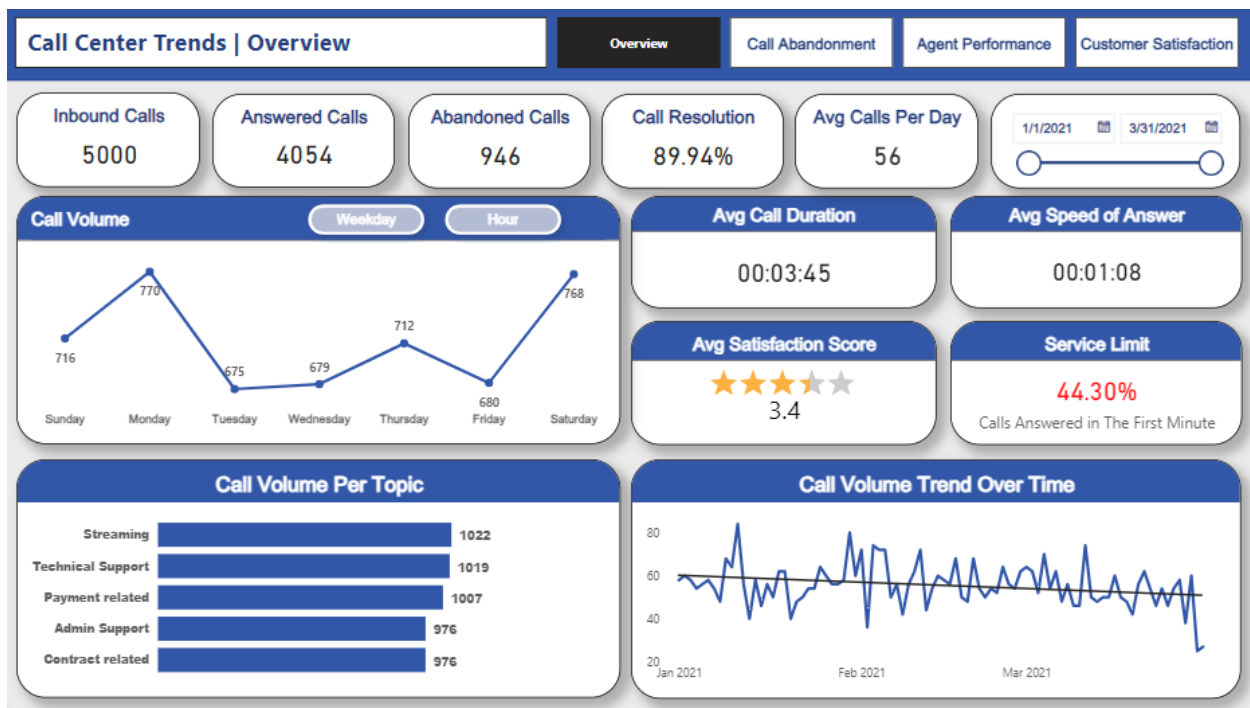 Call Center Trends | Overview
Overview
Call Abandonment
Agent Performance
Customer Satisfaction
Inbound Calls
5000
Answered Calls
4054
Abandoned Calls
946
Call Resolution
89.94%
Avg Calls Per Day
56
1/1/2021
3/31/2021
Call Volume
Weekday
Hour
716
770
675
679
712
680
768
Sunday
Monday
Tuesday
Wednesday
Thursday
Friday
Saturday
Avg Call Duration
00:03:45
Avg Speed of Answer
00:01:08
Avg Satisfaction Score
3.4
Service Limit
44.30%
Calls Answered in The First Minute
Call Volume Per Topic
Streaming 1022
Technical Support 1019
Payment related 1007
Admin Support 976
Contract related 976
Call Volume Trend Over Time
80
60
40
20
Jan 2021
Feb 2021
Mar 2021